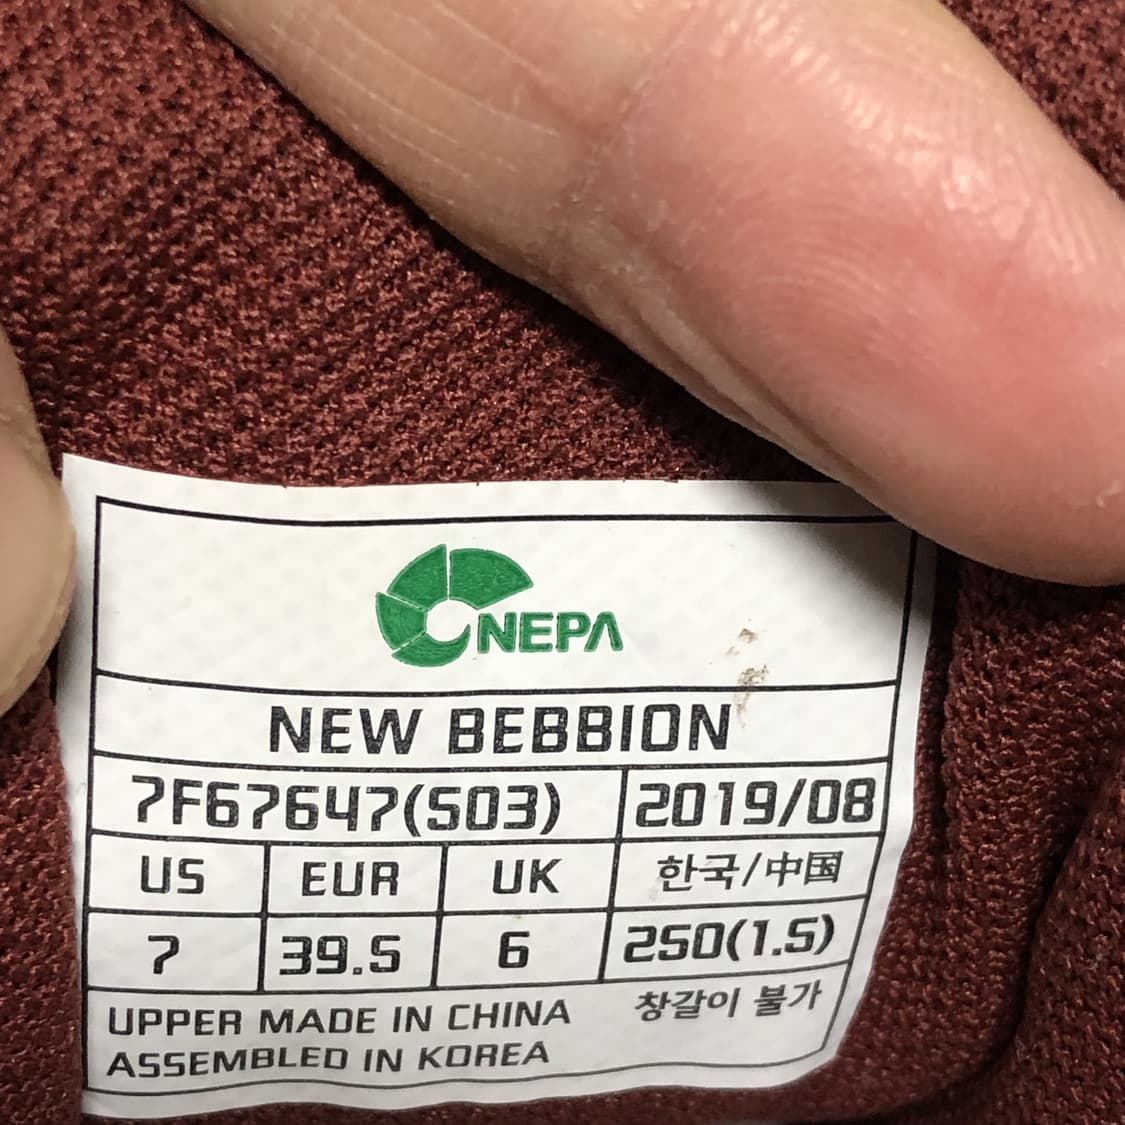 NEPA
NEW BEBBION
7F67647(503) 2019/08
US EUR UK 한국/中国
7 39.5 6 250(1.5)
UPPER MADE IN CHINA 창갈이 불가
ASSEMBLED IN KOREA